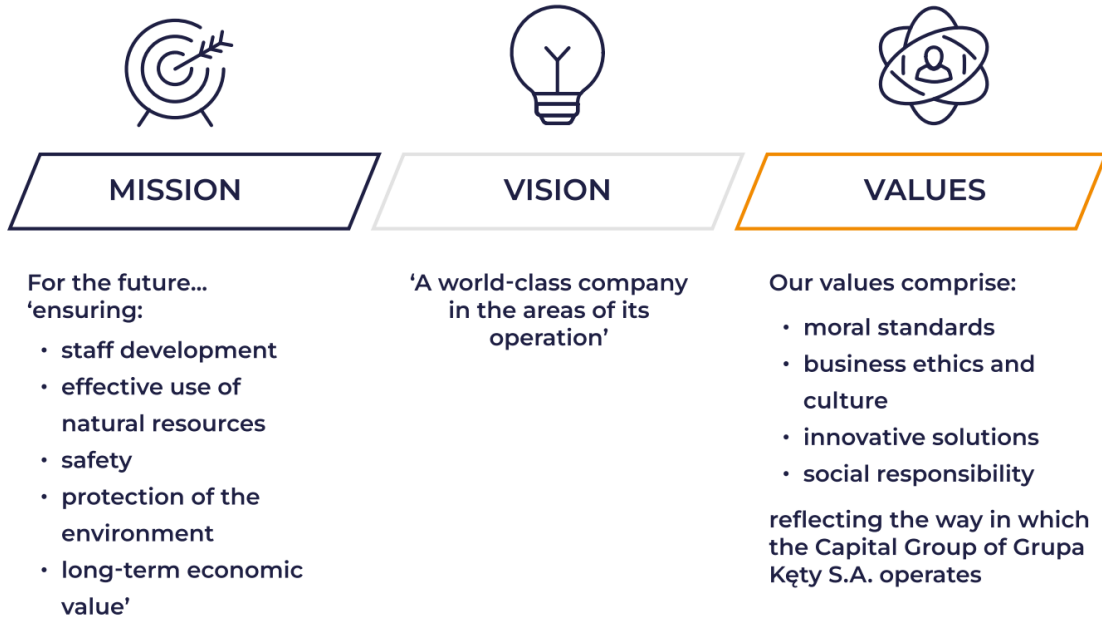 MISSION
For the future...
‘ensuring:
• staff development
• effective use of
natural resources
• safety
• protection of the
environment
• long-term economic
value’
VISION
‘A world-class company
in the areas of its
operation’
VALUES
Our values comprise:
• moral standards
• business ethics and
culture
• innovative solutions
• social responsibility
reflecting the way in which
the Capital Group of Grupa
Kęty S.A. operates